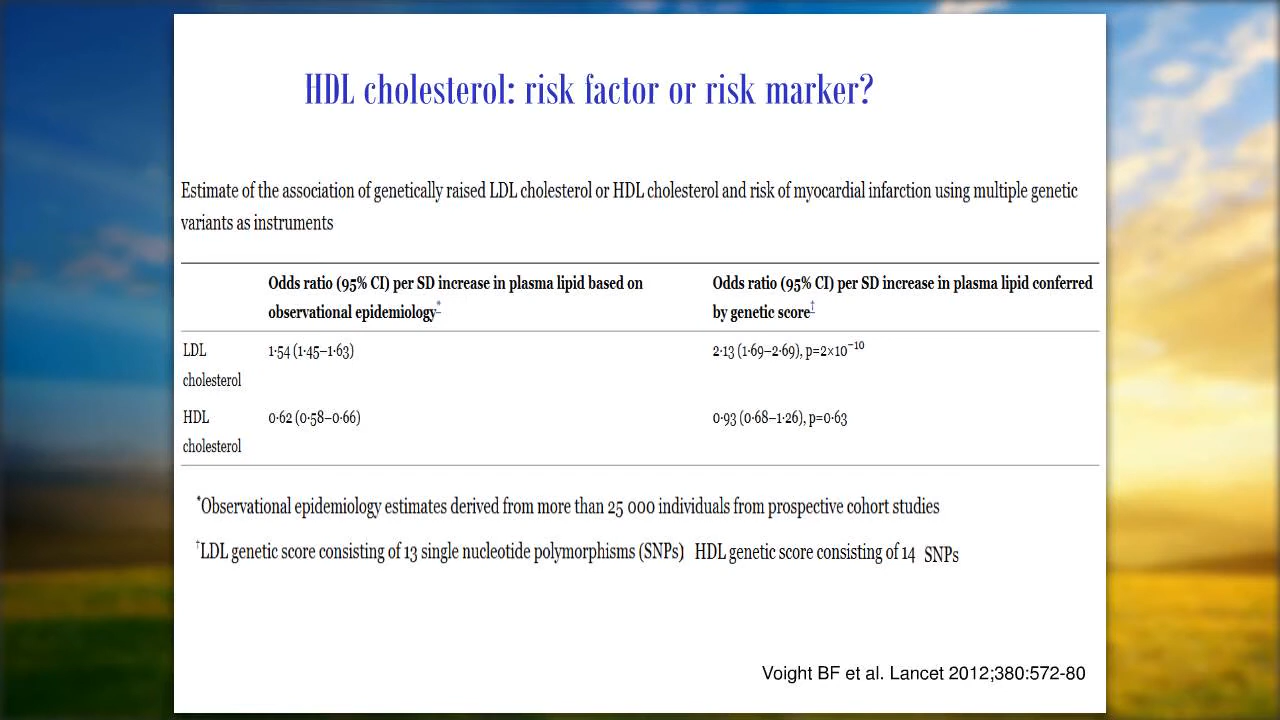 HDL cholesterol: risk factor or risk marker?
Estimate of the association of genetically raised LDL cholesterol or HDL cholesterol and risk of myocardial infarction using multiple genetic
variants as instruments
Odds ratio (95% CI) per SD increase in plasma lipid based on Odds ratio (95% CI) per SD increase in plasma lipid conferred
observational epidemiology* by genetic score†
LDL 1·54 (1·45–1·63) 2·13 (1·69–2·69), p=2×10⁻¹⁰
cholesterol
HDL 0·62 (0·58–0·66) 0·93 (0·68–1·26), p=0·63
cholesterol
*Observational epidemiology estimates derived from more than 25 000 individuals from prospective cohort studies
†LDL genetic score consisting of 13 single nucleotide polymorphisms (SNPs) HDL genetic score consisting of 14 SNPs
Voight BF et al. Lancet 2012;380:572-80